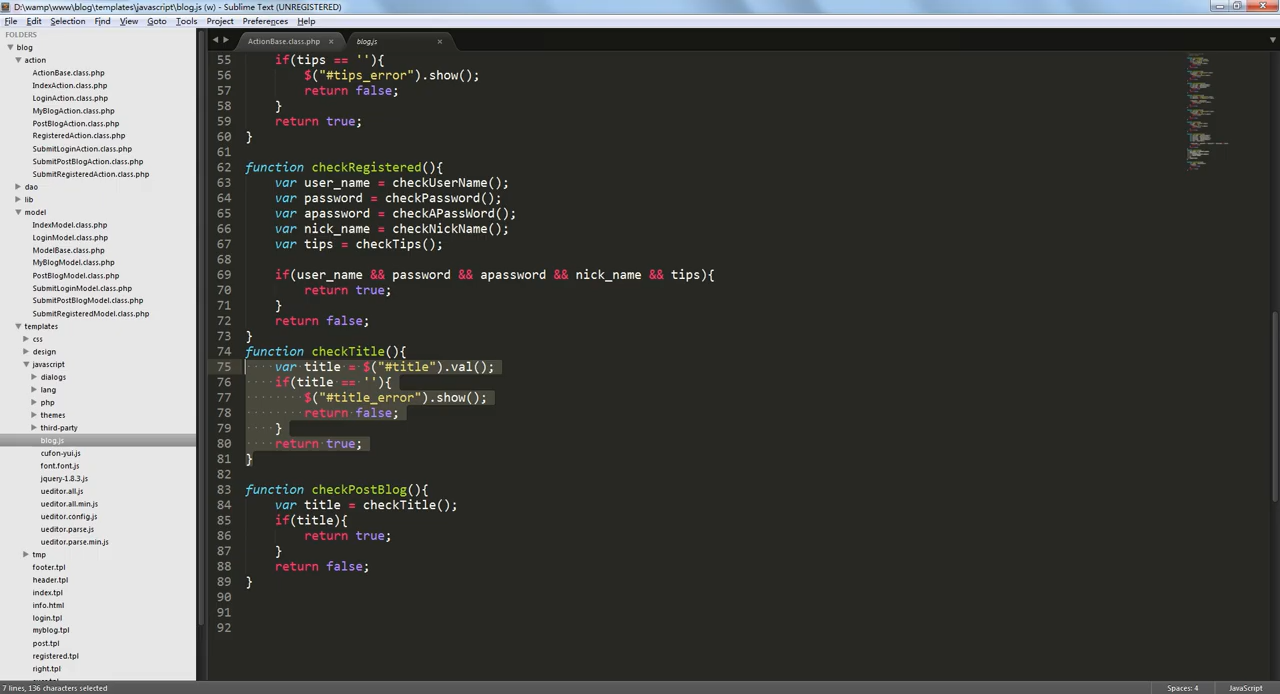 D:\wamp\www\blog\templates\javascript\blog.js (w) - Sublime Text (UNREGISTERED)
File Edit Selection Find View Goto Tools Project Preferences Help
FOLDERS
blog
action
ActionBase.class.php
IndexAction.class.php
LoginAction.class.php
MyBlogAction.class.php
PostBlogAction.class.php
RegisteredAction.class.php
SubmitLoginAction.class.php
SubmitPostBlogAction.class.php
SubmitRegisteredAction.class.php
dao
lib
model
IndexModel.class.php
LoginModel.class.php
ModelBase.class.php
MyBlogModel.class.php
PostBlogModel.class.php
SubmitLoginModel.class.php
SubmitPostBlogModel.class.php
SubmitRegisteredModel.class.php
templates
css
design
javascript
dialogs
lang
php
themes
third-party
blog.js
cufon-yui.js
font.font.js
jquery-1.8.3.js
ueditor.all.js
ueditor.all.min.js
ueditor.config.js
ueditor.parse.js
ueditor.parse.min.js
tmp
footer.tpl
header.tpl
index.tpl
info.html
login.tpl
myblog.tpl
post.tpl
registered.tpl
right.tpl
ActionBase.class.php × blog.js ×
55 if(tips == ''){
56 $("#tips_error").show();
57 return false;
58 }
59 return true;
60 }
61
62 function checkRegistered(){
63 var user_name = checkUserName();
64 var password = checkPassword();
65 var apassword = checkAPassWord();
66 var nick_name = checkNickName();
67 var tips = checkTips();
68
69 if(user_name && password && apassword && nick_name && tips){
70 return true;
71 }
72 return false;
73 }
74 function checkTitle(){
75 var title = $("#title").val();
76 if(title == ''){
77 $("#title_error").show();
78 return false;
79 }
80 return true;
81 }
82
83 function checkPostBlog(){
84 var title = checkTitle();
85 if(title){
86 return true;
87 }
88 return false;
89 }
90
91
92
7 lines, 136 characters selected Spaces: 4 JavaScript